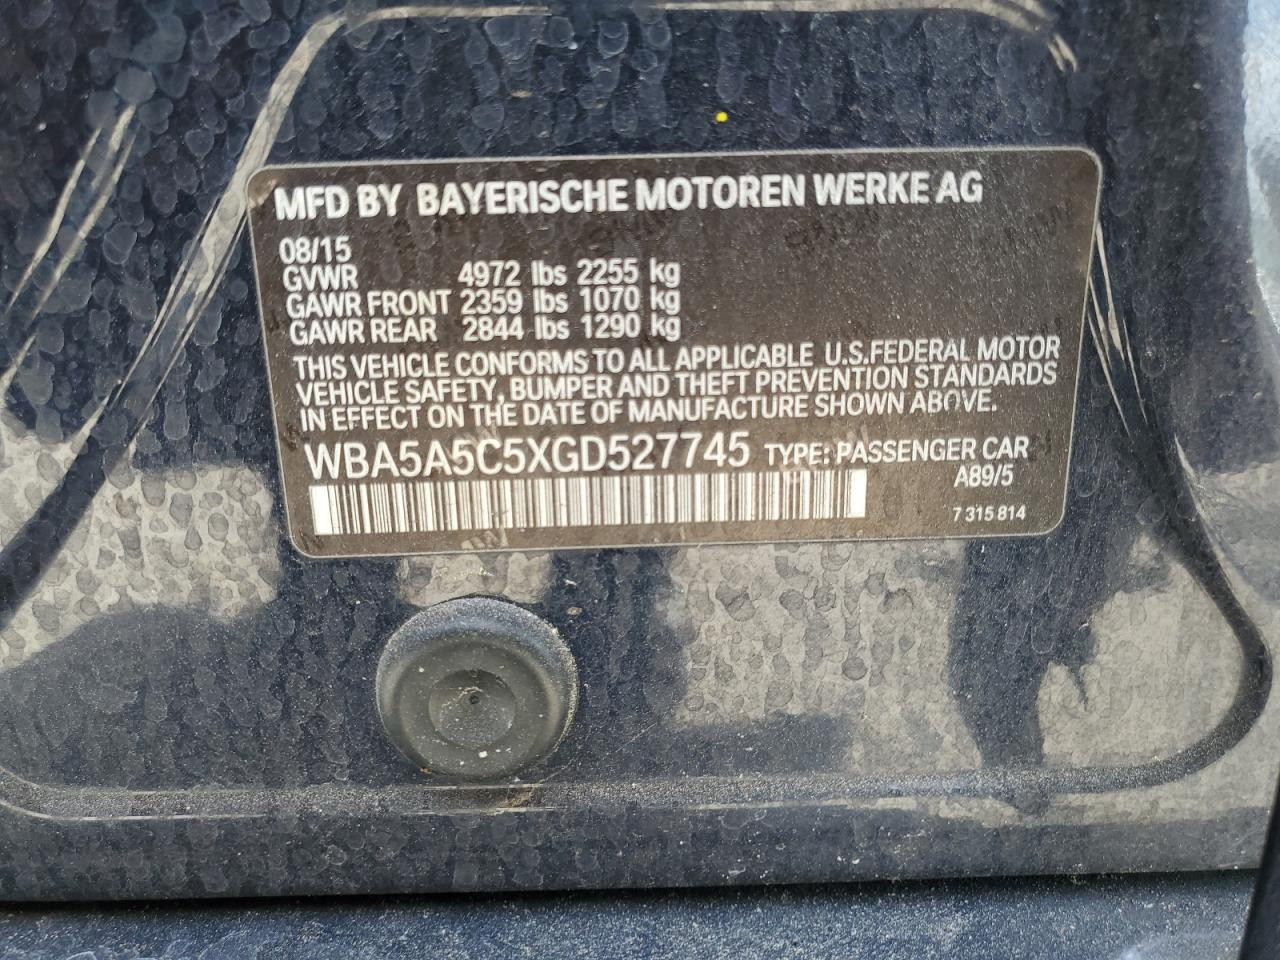 MFD BY BAYERISCHE MOTOREN WERKE AG
08/15
GVWR 4972 lbs 2255 kg
GAWR FRONT 2359 lbs 1070 kg
GAWR REAR 2844 lbs 1290 kg
THIS VEHICLE CONFORMS TO ALL APPLICABLE U.S.FEDERAL MOTOR
VEHICLE SAFETY, BUMPER AND THEFT PREVENTION STANDARDS
IN EFFECT ON THE DATE OF MANUFACTURE SHOWN ABOVE.
WBA5A5C5XGD527745 TYPE: PASSENGER CAR
A89/5
7 315 814